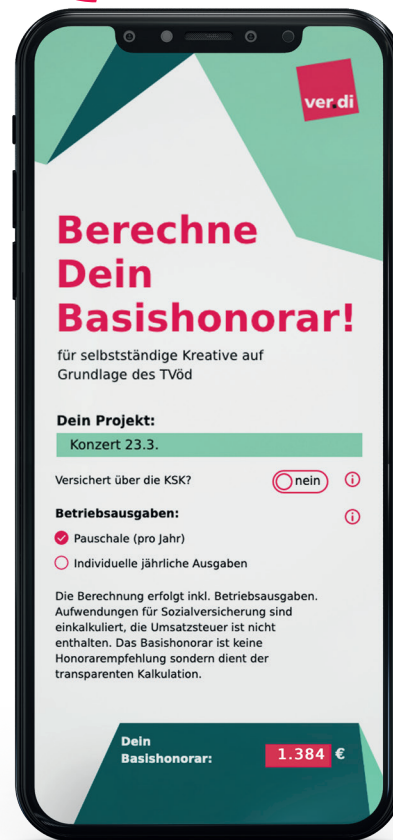 ver.di
Berechne
Dein
Basishonorar!
für selbstständige Kreative auf
Grundlage des TVöd
Dein Projekt:
Konzert 23.3.
Versichert über die KSK?
nein
i
Betriebsausgaben:
i
Pauschale (pro Jahr)
Individuelle jährliche Ausgaben
Die Berechnung erfolgt inkl. Betriebsausgaben.
Aufwendungen für Sozialversicherung sind
einkalkuliert, die Umsatzsteuer ist nicht
enthalten. Das Basishonorar ist keine
Honorarempfehlung sondern dient der
transparenten Kalkulation.
Dein
Basishonorar:
1.384 €